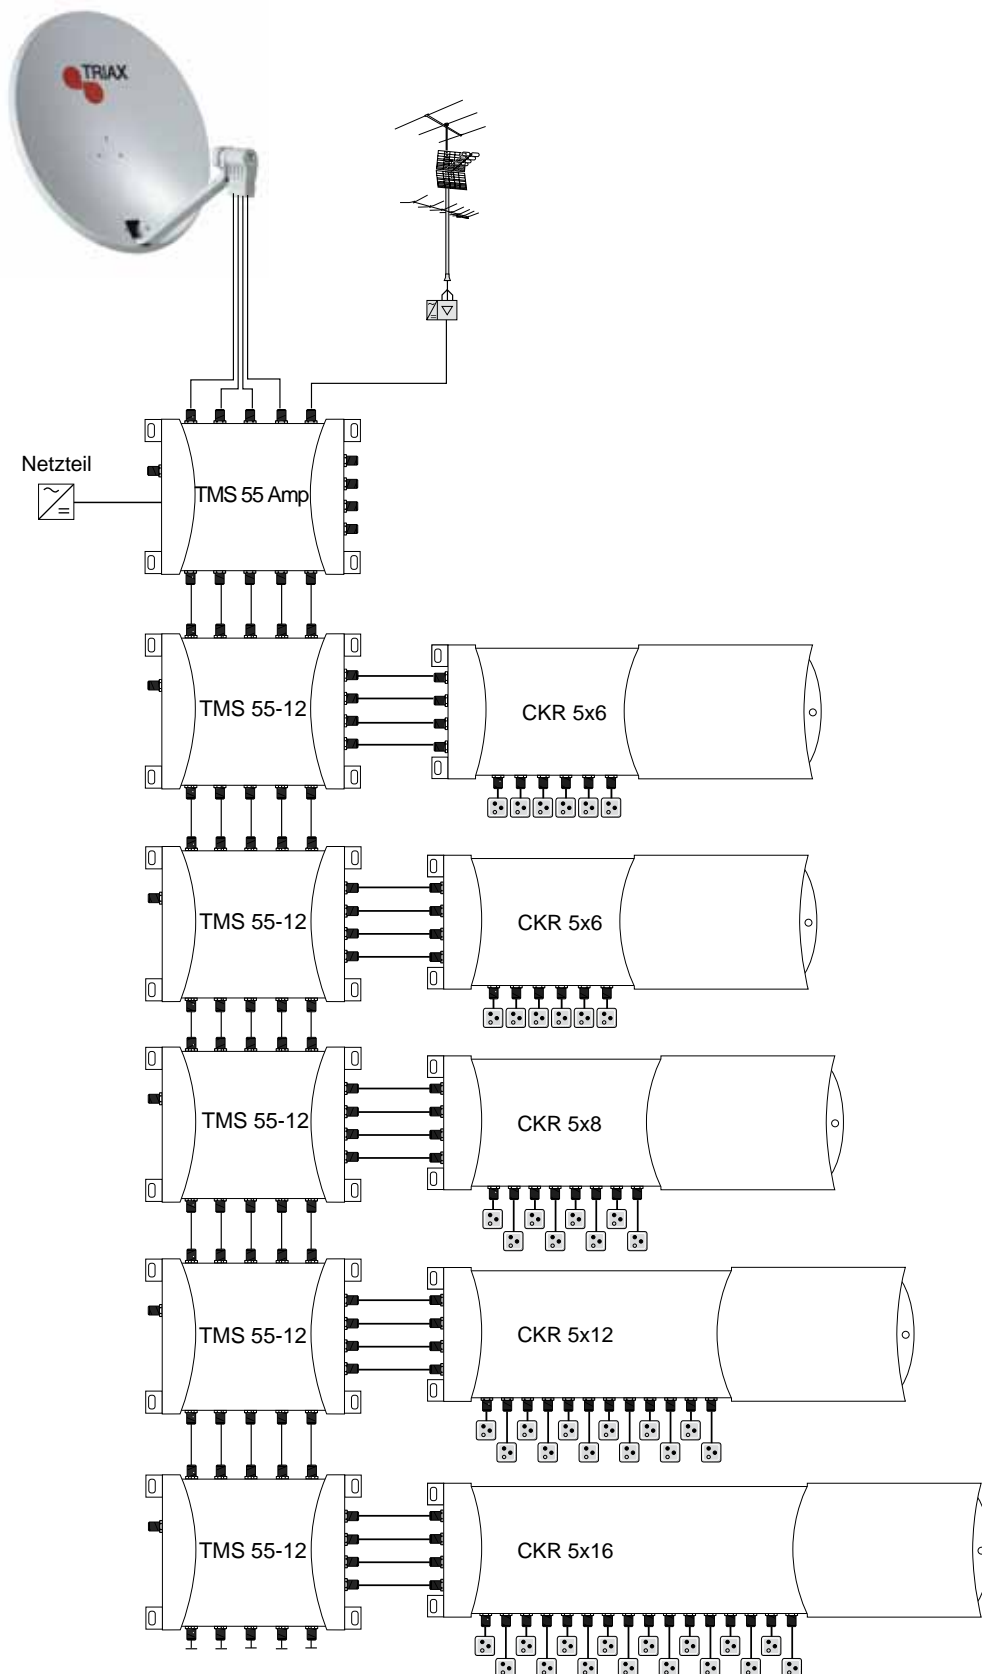 TRIAX
Netzteil
TMS 55 Amp
TMS 55-12
CKR 5x6
TMS 55-12
CKR 5x6
TMS 55-12
CKR 5x8
TMS 55-12
CKR 5x12
TMS 55-12
CKR 5x16